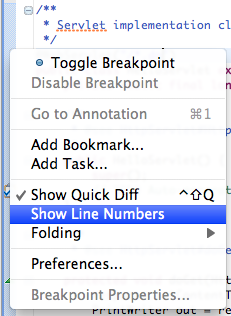 /**
* Servlet implementation cl
*/
Toggle Breakpoint
Disable Breakpoint
Go to Annotation ⌘1
Add Bookmark...
Add Task...
✓ Show Quick Diff ^⇧Q
Show Line Numbers
Folding ▶
Preferences...
Breakpoint Properties...
PrintWriter out = re